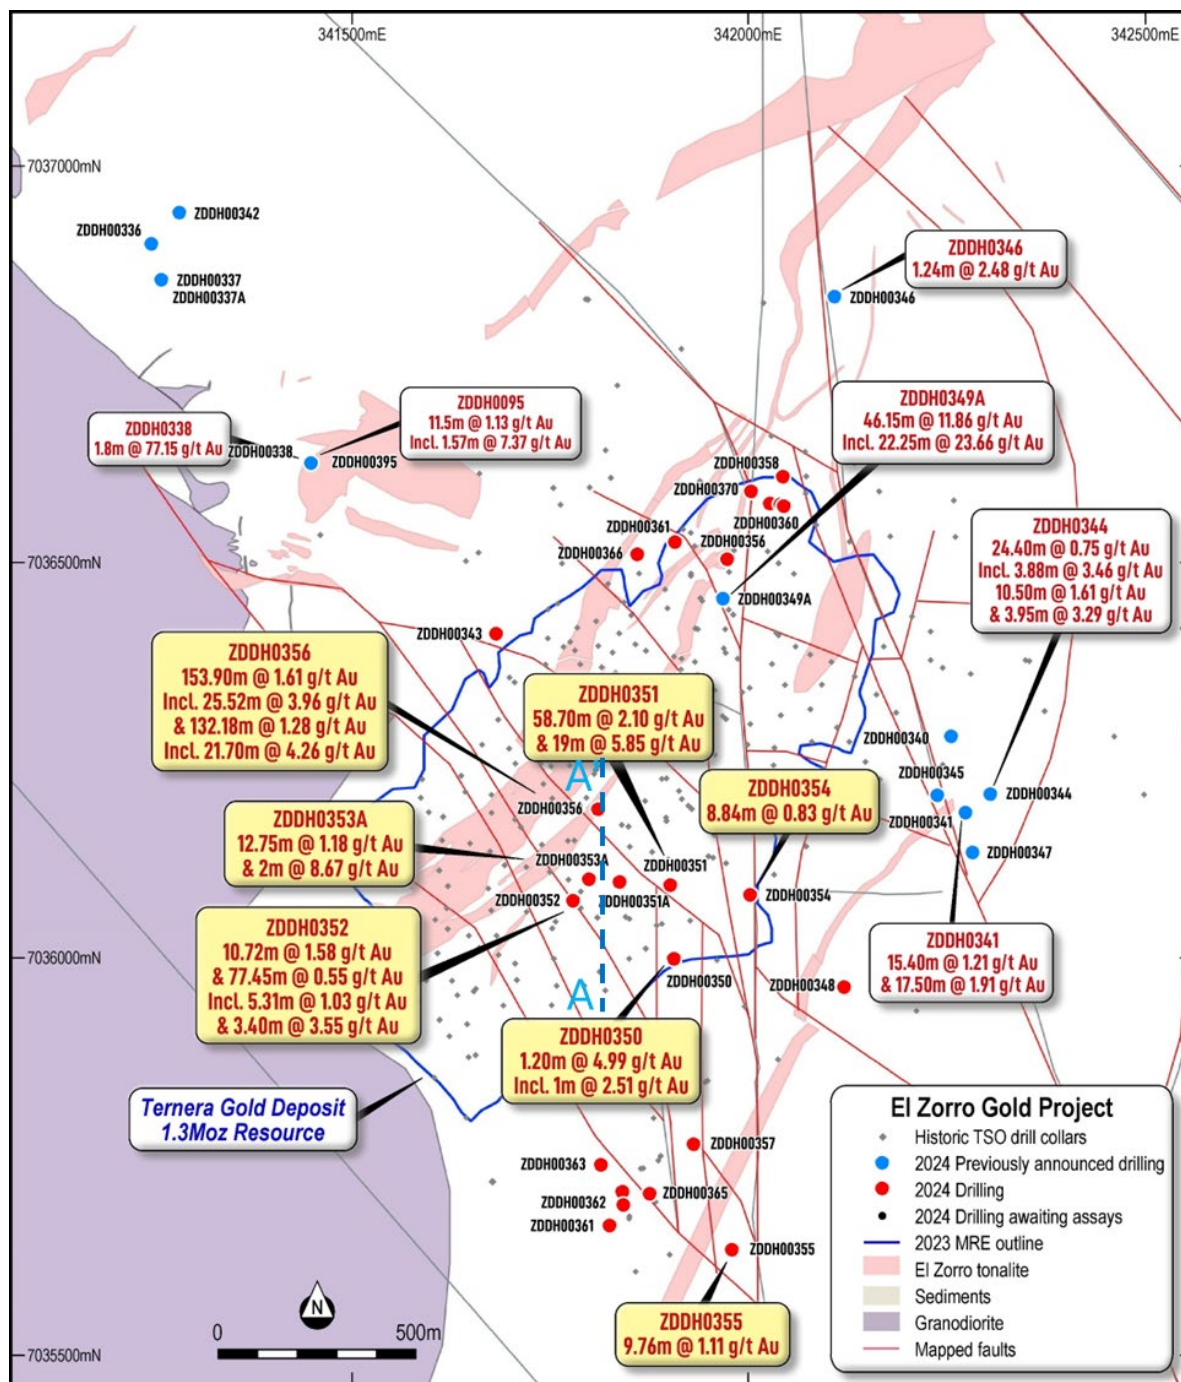 341500mE
342000mE
342500mE
7037000mN
ZDDH00342
ZDDH00336
ZDDH00337
ZDDH00337A
ZDDH0346
1.24m @ 2.48 g/t Au
ZDDH00346
ZDDH0349A
46.15m @ 11.86 g/t Au
Incl. 22.25m @ 23.66 g/t Au
ZDDH0095
11.5m @ 1.13 g/t Au
Incl. 1.57m @ 7.37 g/t Au
ZDDH0338
1.8m @ 77.15 g/t Au
ZDDH00338
ZDDH00395
ZDDH00358
ZDDH00370
ZDDH00360
ZDDH00361
ZDDH00356
ZDDH00366
7036500mN
ZDDH00349A
ZDDH0344
24.40m @ 0.75 g/t Au
Incl. 3.88m @ 3.46 g/t Au
10.50m @ 1.61 g/t Au
& 3.95m @ 3.29 g/t Au
ZDDH00343
ZDDH0356
153.90m @ 1.61 g/t Au
Incl. 25.52m @ 3.96 g/t Au
& 132.18m @ 1.28 g/t Au
Incl. 21.70m @ 4.26 g/t Au
ZDDH0351
58.70m @ 2.10 g/t Au
& 19m @ 5.85 g/t Au
ZDDH00340
A'
ZDDH0354
8.84m @ 0.83 g/t Au
ZDDH00345
ZDDH00344
ZDDH00356
ZDDH00341
ZDDH0353A
12.75m @ 1.18 g/t Au
& 2m @ 8.67 g/t Au
ZDDH00353A
ZDDH00351
ZDDH00347
ZDDH00352
ZDDH00351A
ZDDH00354
ZDDH0352
10.72m @ 1.58 g/t Au
& 77.45m @ 0.55 g/t Au
Incl. 5.31m @ 1.03 g/t Au
& 3.40m @ 3.55 g/t Au
ZDDH0341
15.40m @ 1.21 g/t Au
& 17.50m @ 1.91 g/t Au
7036000mN
ZDDH00350
ZDDH00348
A
ZDDH0350
1.20m @ 4.99 g/t Au
Incl. 1m @ 2.51 g/t Au
Ternera Gold Deposit
1.3Moz Resource
ZDDH00357
ZDDH00363
ZDDH00365
ZDDH00362
ZDDH00361
ZDDH00355
ZDDH0355
9.76m @ 1.11 g/t Au
N
0
500m
7035500mN
El Zorro Gold Project
Historic TSO drill collars
2024 Previously announced drilling
2024 Drilling
2024 Drilling awaiting assays
2023 MRE outline
El Zorro tonalite
Sediments
Granodiorite
Mapped faults